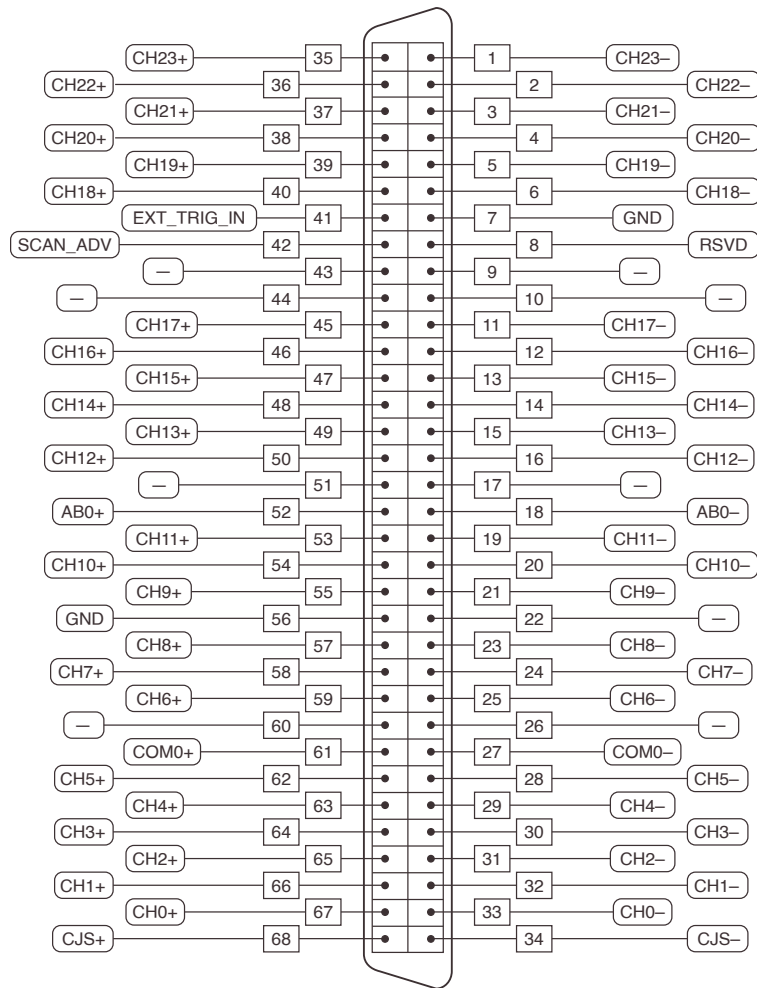 CH23+ 35 1 CH23–
CH22+ 36 2 CH22–
CH21+ 37 3 CH21–
CH20+ 38 4 CH20–
CH19+ 39 5 CH19–
CH18+ 40 6 CH18–
EXT_TRIG_IN 41 7 GND
SCAN_ADV 42 8 RSVD
— 43 9 —
— 44 10 —
CH17+ 45 11 CH17–
CH16+ 46 12 CH16–
CH15+ 47 13 CH15–
CH14+ 48 14 CH14–
CH13+ 49 15 CH13–
CH12+ 50 16 CH12–
— 51 17 —
AB0+ 52 18 AB0–
CH11+ 53 19 CH11–
CH10+ 54 20 CH10–
CH9+ 55 21 CH9–
GND 56 22 —
CH8+ 57 23 CH8–
CH7+ 58 24 CH7–
CH6+ 59 25 CH6–
— 60 26 —
COM0+ 61 27 COM0–
CH5+ 62 28 CH5–
CH4+ 63 29 CH4–
CH3+ 64 30 CH3–
CH2+ 65 31 CH2–
CH1+ 66 32 CH1–
CH0+ 67 33 CH0–
CJS+ 68 34 CJS–